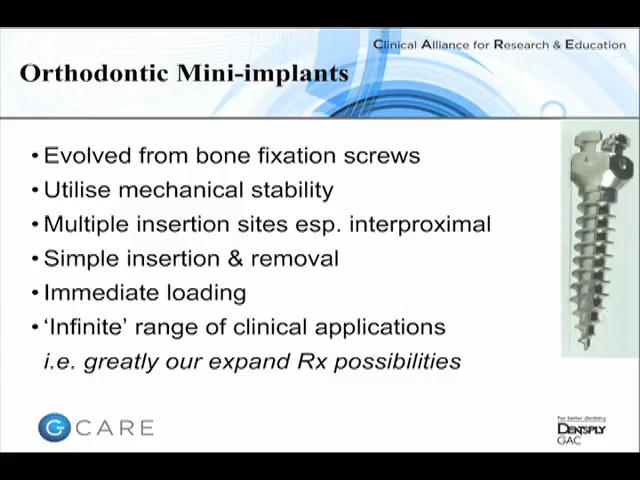 Clinical Alliance for Research & Education
Orthodontic Mini-implants
• Evolved from bone fixation screws
• Utilise mechanical stability
• Multiple insertion sites esp. interproximal
• Simple insertion & removal
• Immediate loading
• ‘Infinite’ range of clinical applications
i.e. greatly our expand Rx possibilities
G CARE
For better dentistry
DENTSPLY
GAC